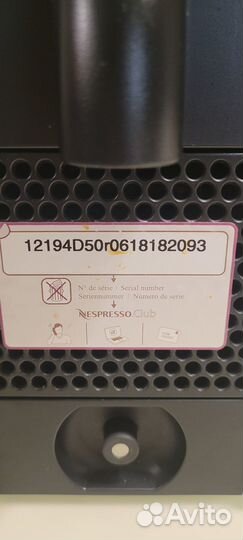 12194D50r0618182093
N° de série / Serial number
Seriennummer / Número de serie
NESPRESSO.Club
Avito